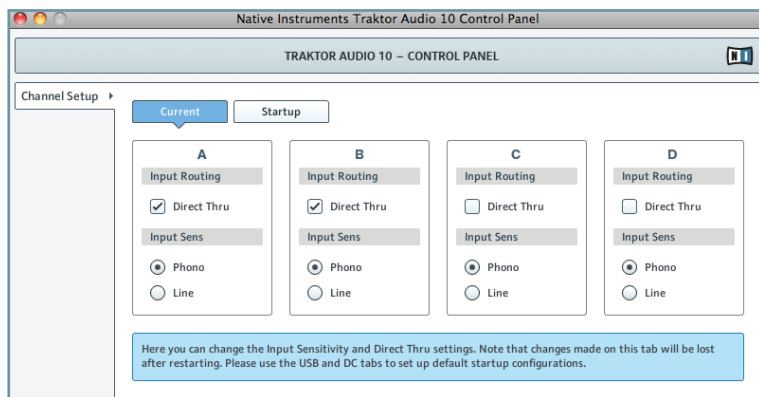 Native Instruments Traktor Audio 10 Control Panel
TRAKTOR AUDIO 10 – CONTROL PANEL
NI
Channel Setup
Current Startup
A B C D
Input Routing Input Routing Input Routing Input Routing
Direct Thru Direct Thru Direct Thru Direct Thru
Input Sens Input Sens Input Sens Input Sens
Phono Phono Phono Phono
Line Line Line Line
Here you can change the Input Sensitivity and Direct Thru settings. Note that changes made on this tab will be lost
after restarting. Please use the USB and DC tabs to set up default startup configurations.